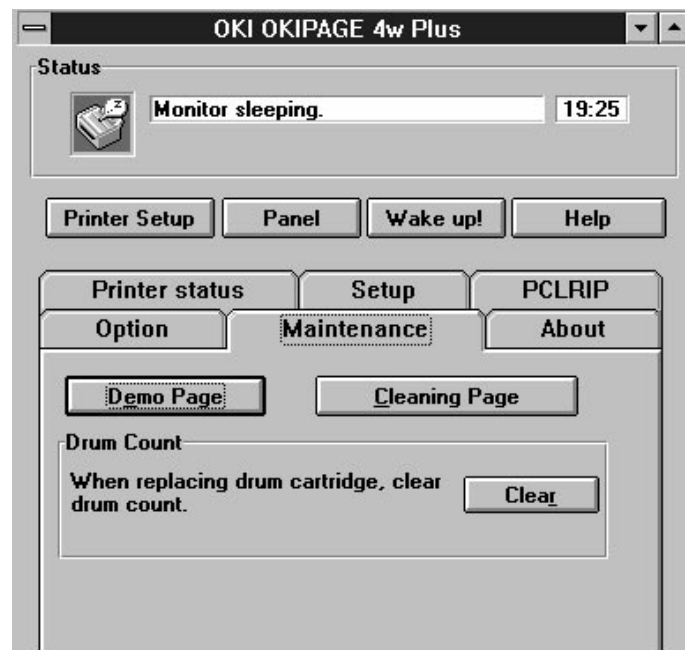 OKI OKIPAGE 4w Plus
Status
Monitor sleeping.
19:25
Printer Setup
Panel
Wake up!
Help
Printer status
Setup
PCLRIP
Option
Maintenance
About
Demo Page
Cleaning Page
Drum Count
When replacing drum cartridge, clear
drum count.
Clear